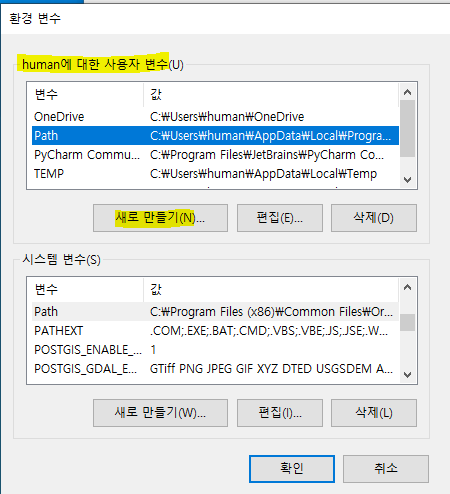 환경 변수
human에 대한 사용자 변수(U)
변수 값
OneDrive C:₩Users₩human₩OneDrive
Path C:₩Users₩human₩AppData₩Local₩Progra...
PyCharm Commu... C:₩Program Files₩JetBrains₩PyCharm Co...
TEMP C:₩Users₩human₩AppData₩Local₩Temp
새로 만들기(N)... 편집(E)... 삭제(D)
시스템 변수(S)
변수 값
Path C:₩Program Files (x86)₩Common Files₩Or...
PATHEXT .COM;.EXE;.BAT;.CMD;.VBS;.VBE;.JS;.JSE;.W...
POSTGIS_ENABLE_... 1
POSTGIS_GDAL_E... GTiff PNG JPEG GIF XYZ DTED USGSDEM A...
새로 만들기(W)... 편집(I)... 삭제(L)
확인 취소